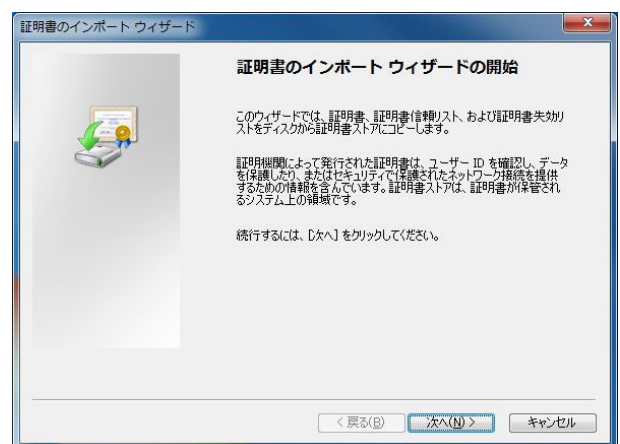 証明書のインポート ウィザード
証明書のインポート ウィザードの開始
このウィザードでは、証明書、証明書信頼リスト、および証明書失効リ
ストをディスクから証明書ストアにコピーします。
証明機関によって発行された証明書は、ユーザー ID を確認し、データ
を保護したり、またはセキュリティで保護されたネットワーク接続を提供
するための情報を含んでいます。証明書ストアは、証明書が保管され
るシステム上の領域です。
続行するには、[次へ] をクリックしてください。
< 戻る(B) 次へ(N) > キャンセル